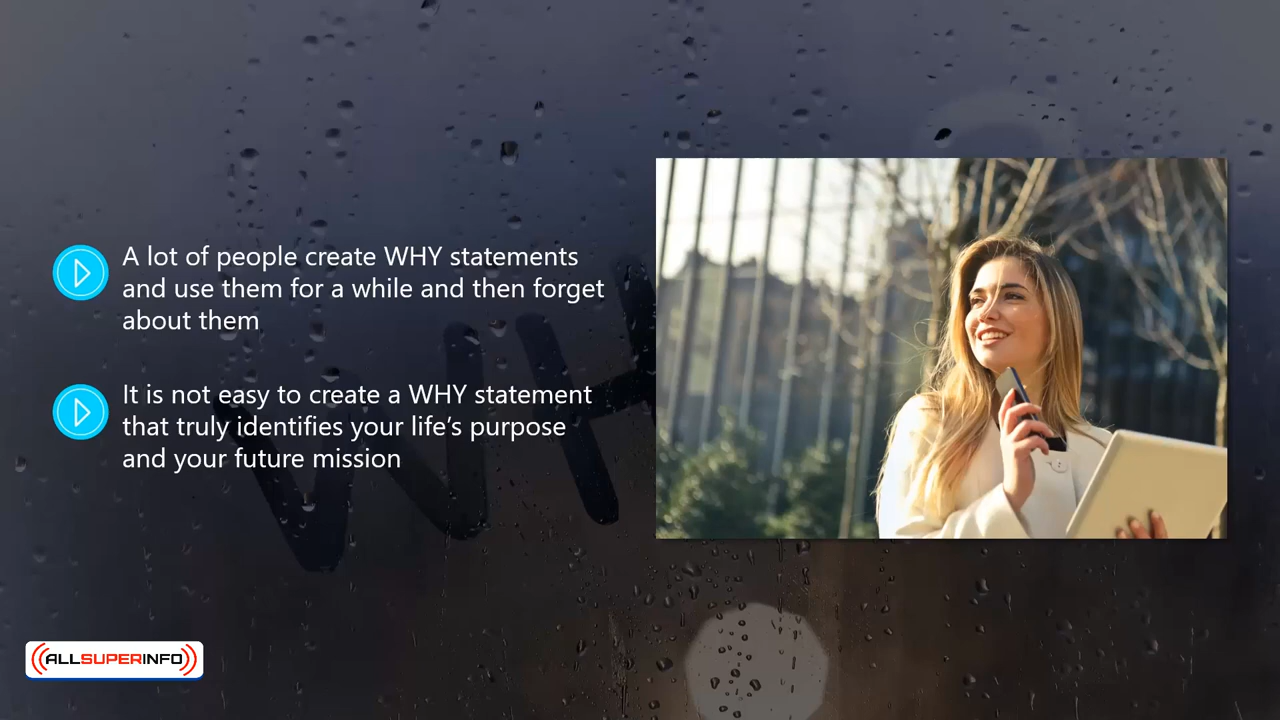 A lot of people create WHY statements
and use them for a while and then forget
about them
It is not easy to create a WHY statement
that truly identifies your life’s purpose
and your future mission
WH
ALLSUPERINFO